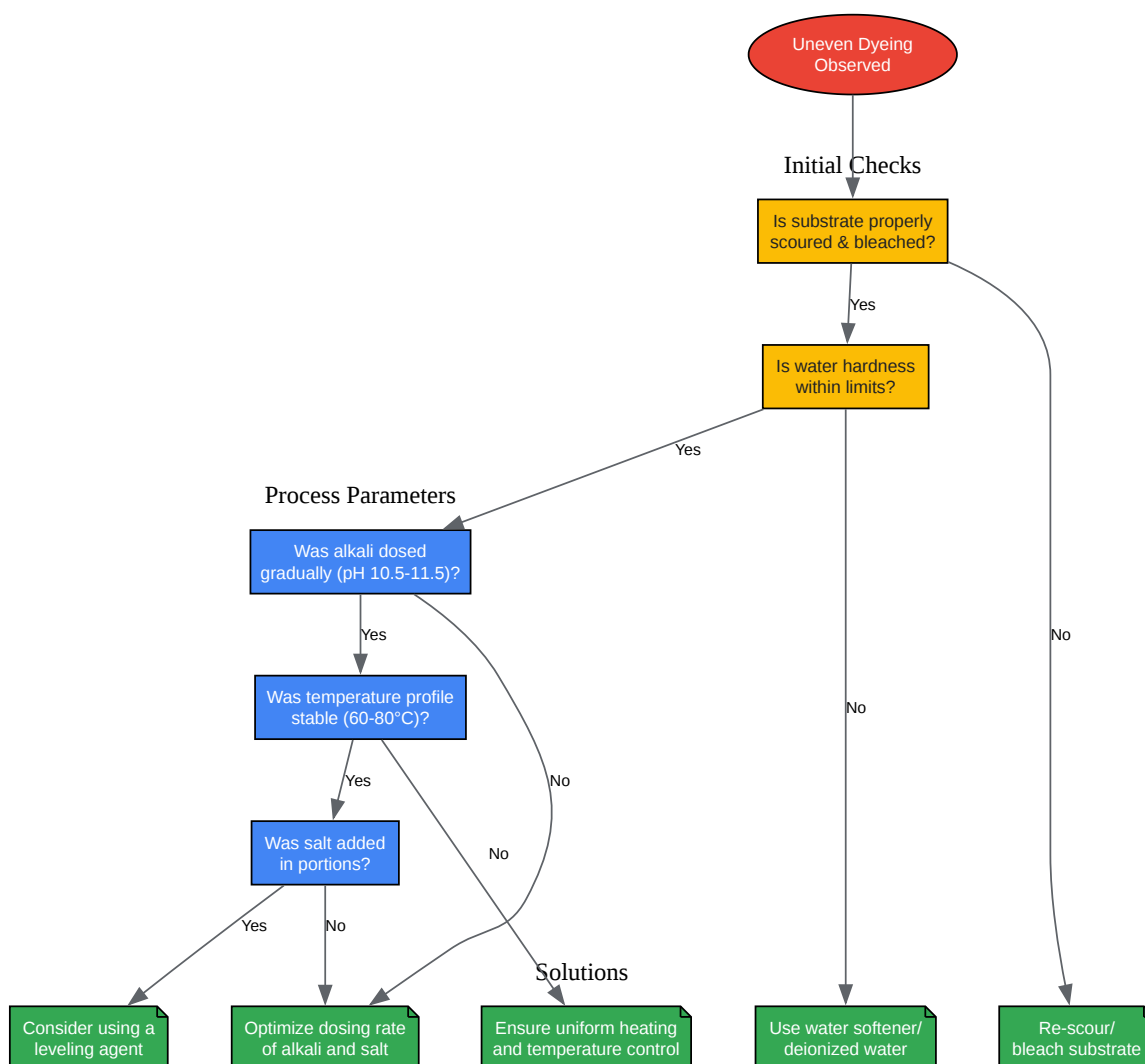 Uneven Dyeing
Observed
Initial Checks
Is substrate properly
scoured & bleached?
Yes
Is water hardness
within limits?
Yes
Process Parameters
Was alkali dosed
gradually (pH 10.5-11.5)?
Yes
No
No
Was temperature profile
stable (60-80°C)?
Yes
No
No
Was salt added
in portions?
Yes
No
Solutions
Consider using a
leveling agent
Optimize dosing rate
of alkali and salt
Ensure uniform heating
and temperature control
Use water softener/
deionized water
Re-scour/
bleach substrate